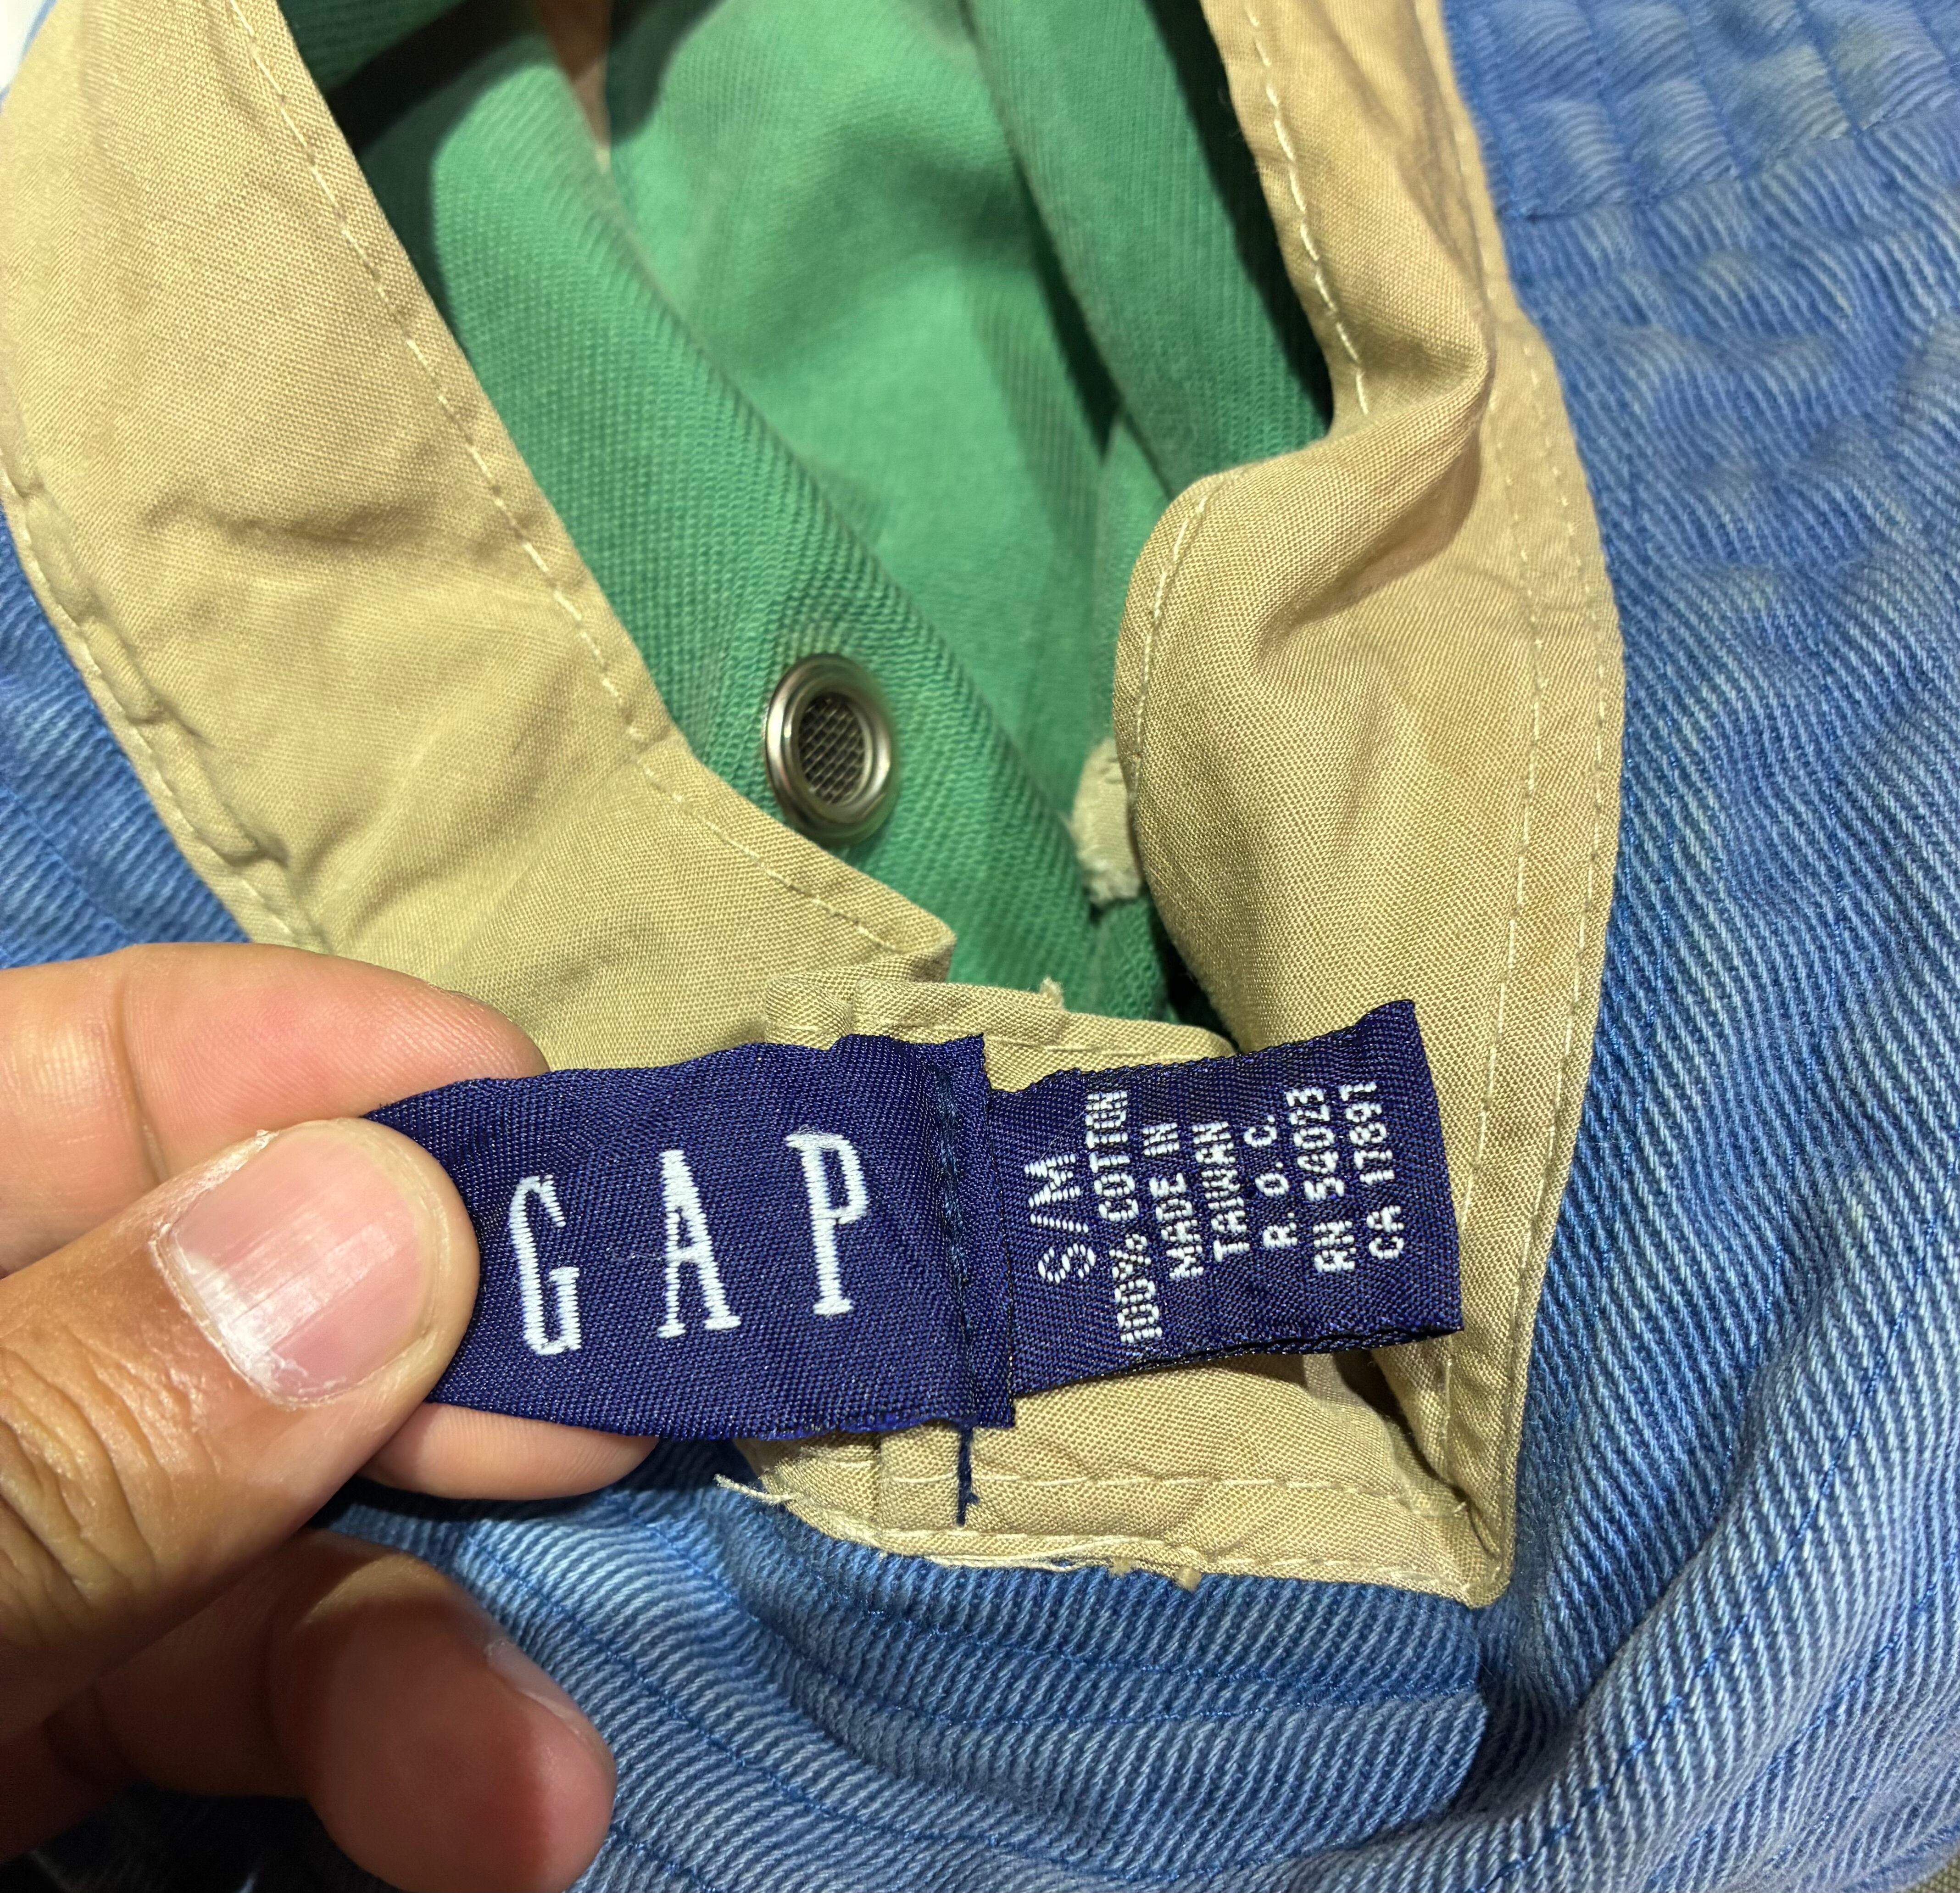 GAP
S/M
100% COTTON
MADE IN
TAIWAN
R.O.C.
RN 54023
CA 17897